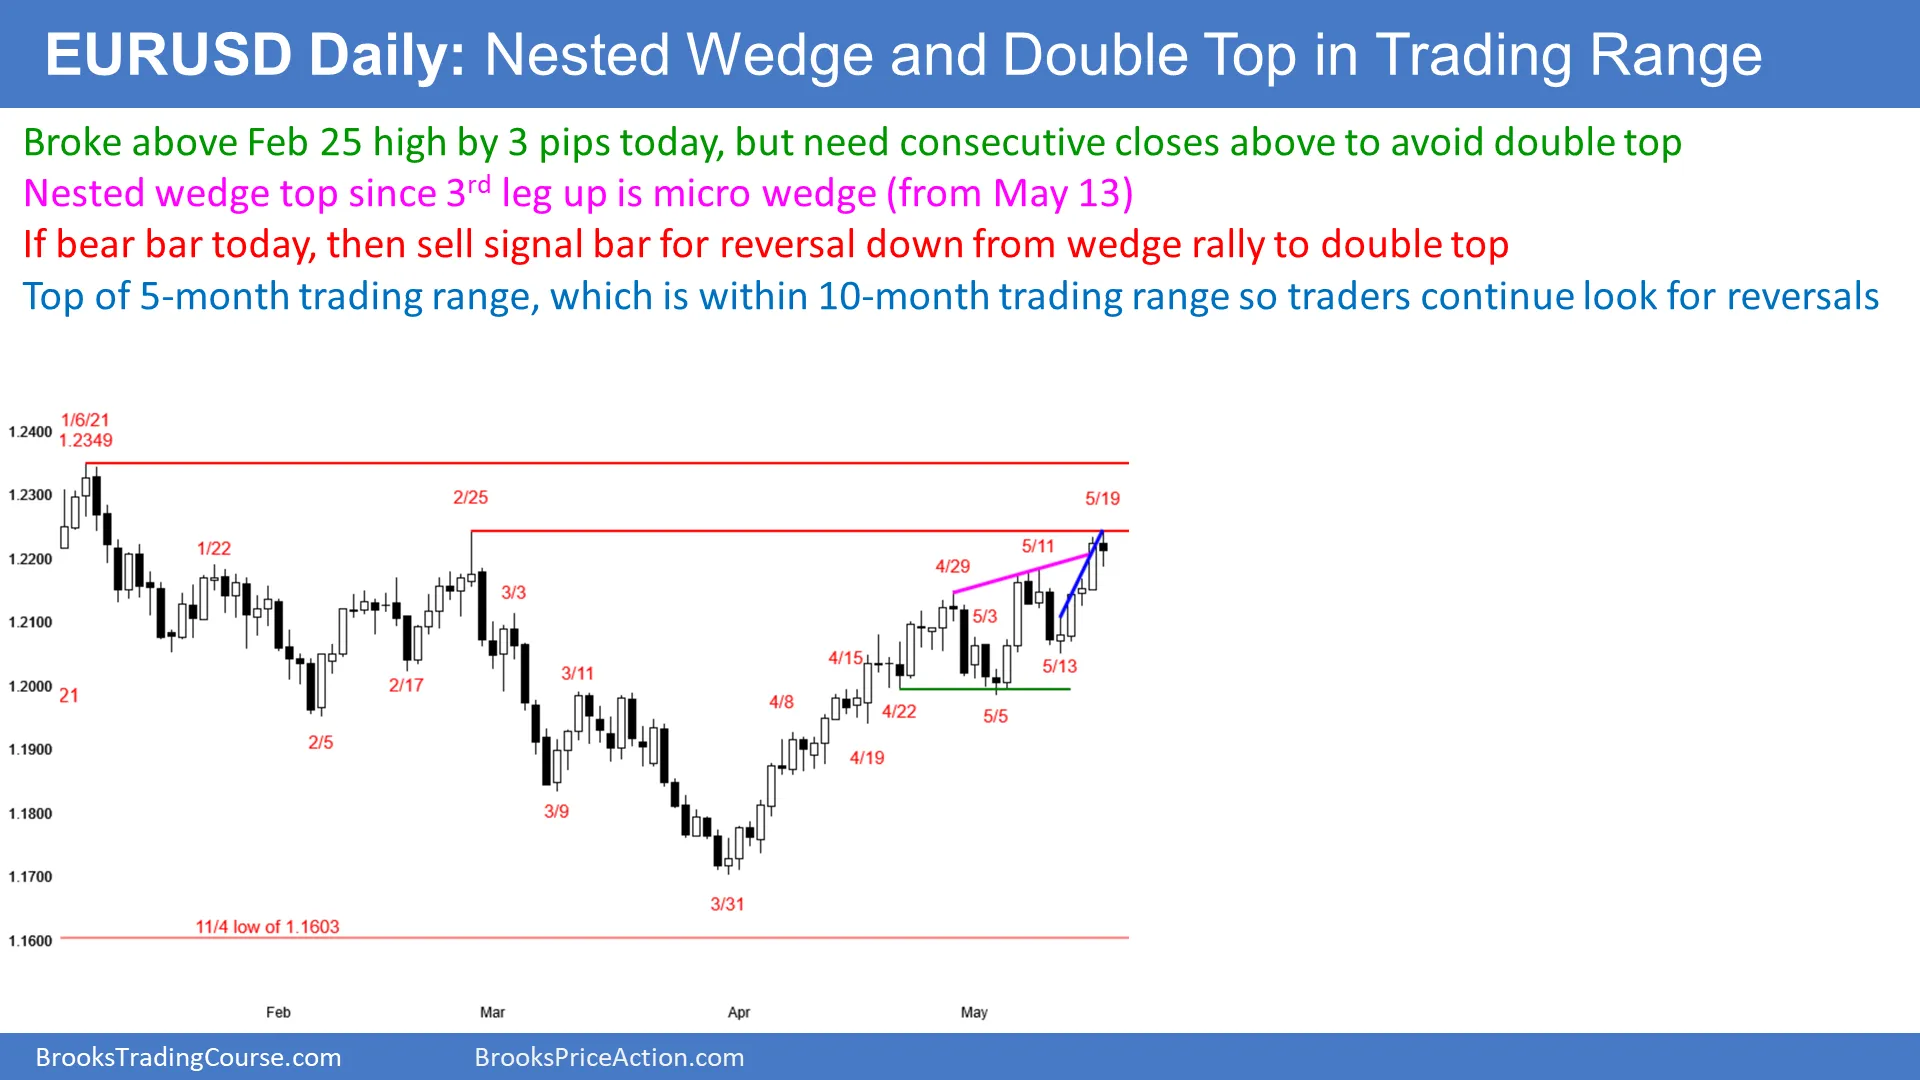 EURUSD Daily: Nested Wedge and Double Top in Trading Range
Broke above Feb 25 high by 3 pips today, but need consecutive closes above to avoid double top
Nested wedge top since 3rd leg up is micro wedge (from May 13)
If bear bar today, then sell signal bar for reversal down from wedge rally to double top
Top of 5-month trading range, which is within 10-month trading range so traders continue look for reversals
1/6/21
1.2400
1.2349
1.2300
2/25
5/19
1.2200
1/22
5/11
4/29
3/3
1.2100
5/3
4/15
5/13
3/11
1.2000
21
2/17
4/8
4/22
5/5
2/5
1.1900
4/19
3/9
1.1800
1.1700
3/31
11/4 low of 1.1603
1.1600
Feb
Mar
Apr
May
BrooksTradingCourse.com
BrooksPriceAction.com